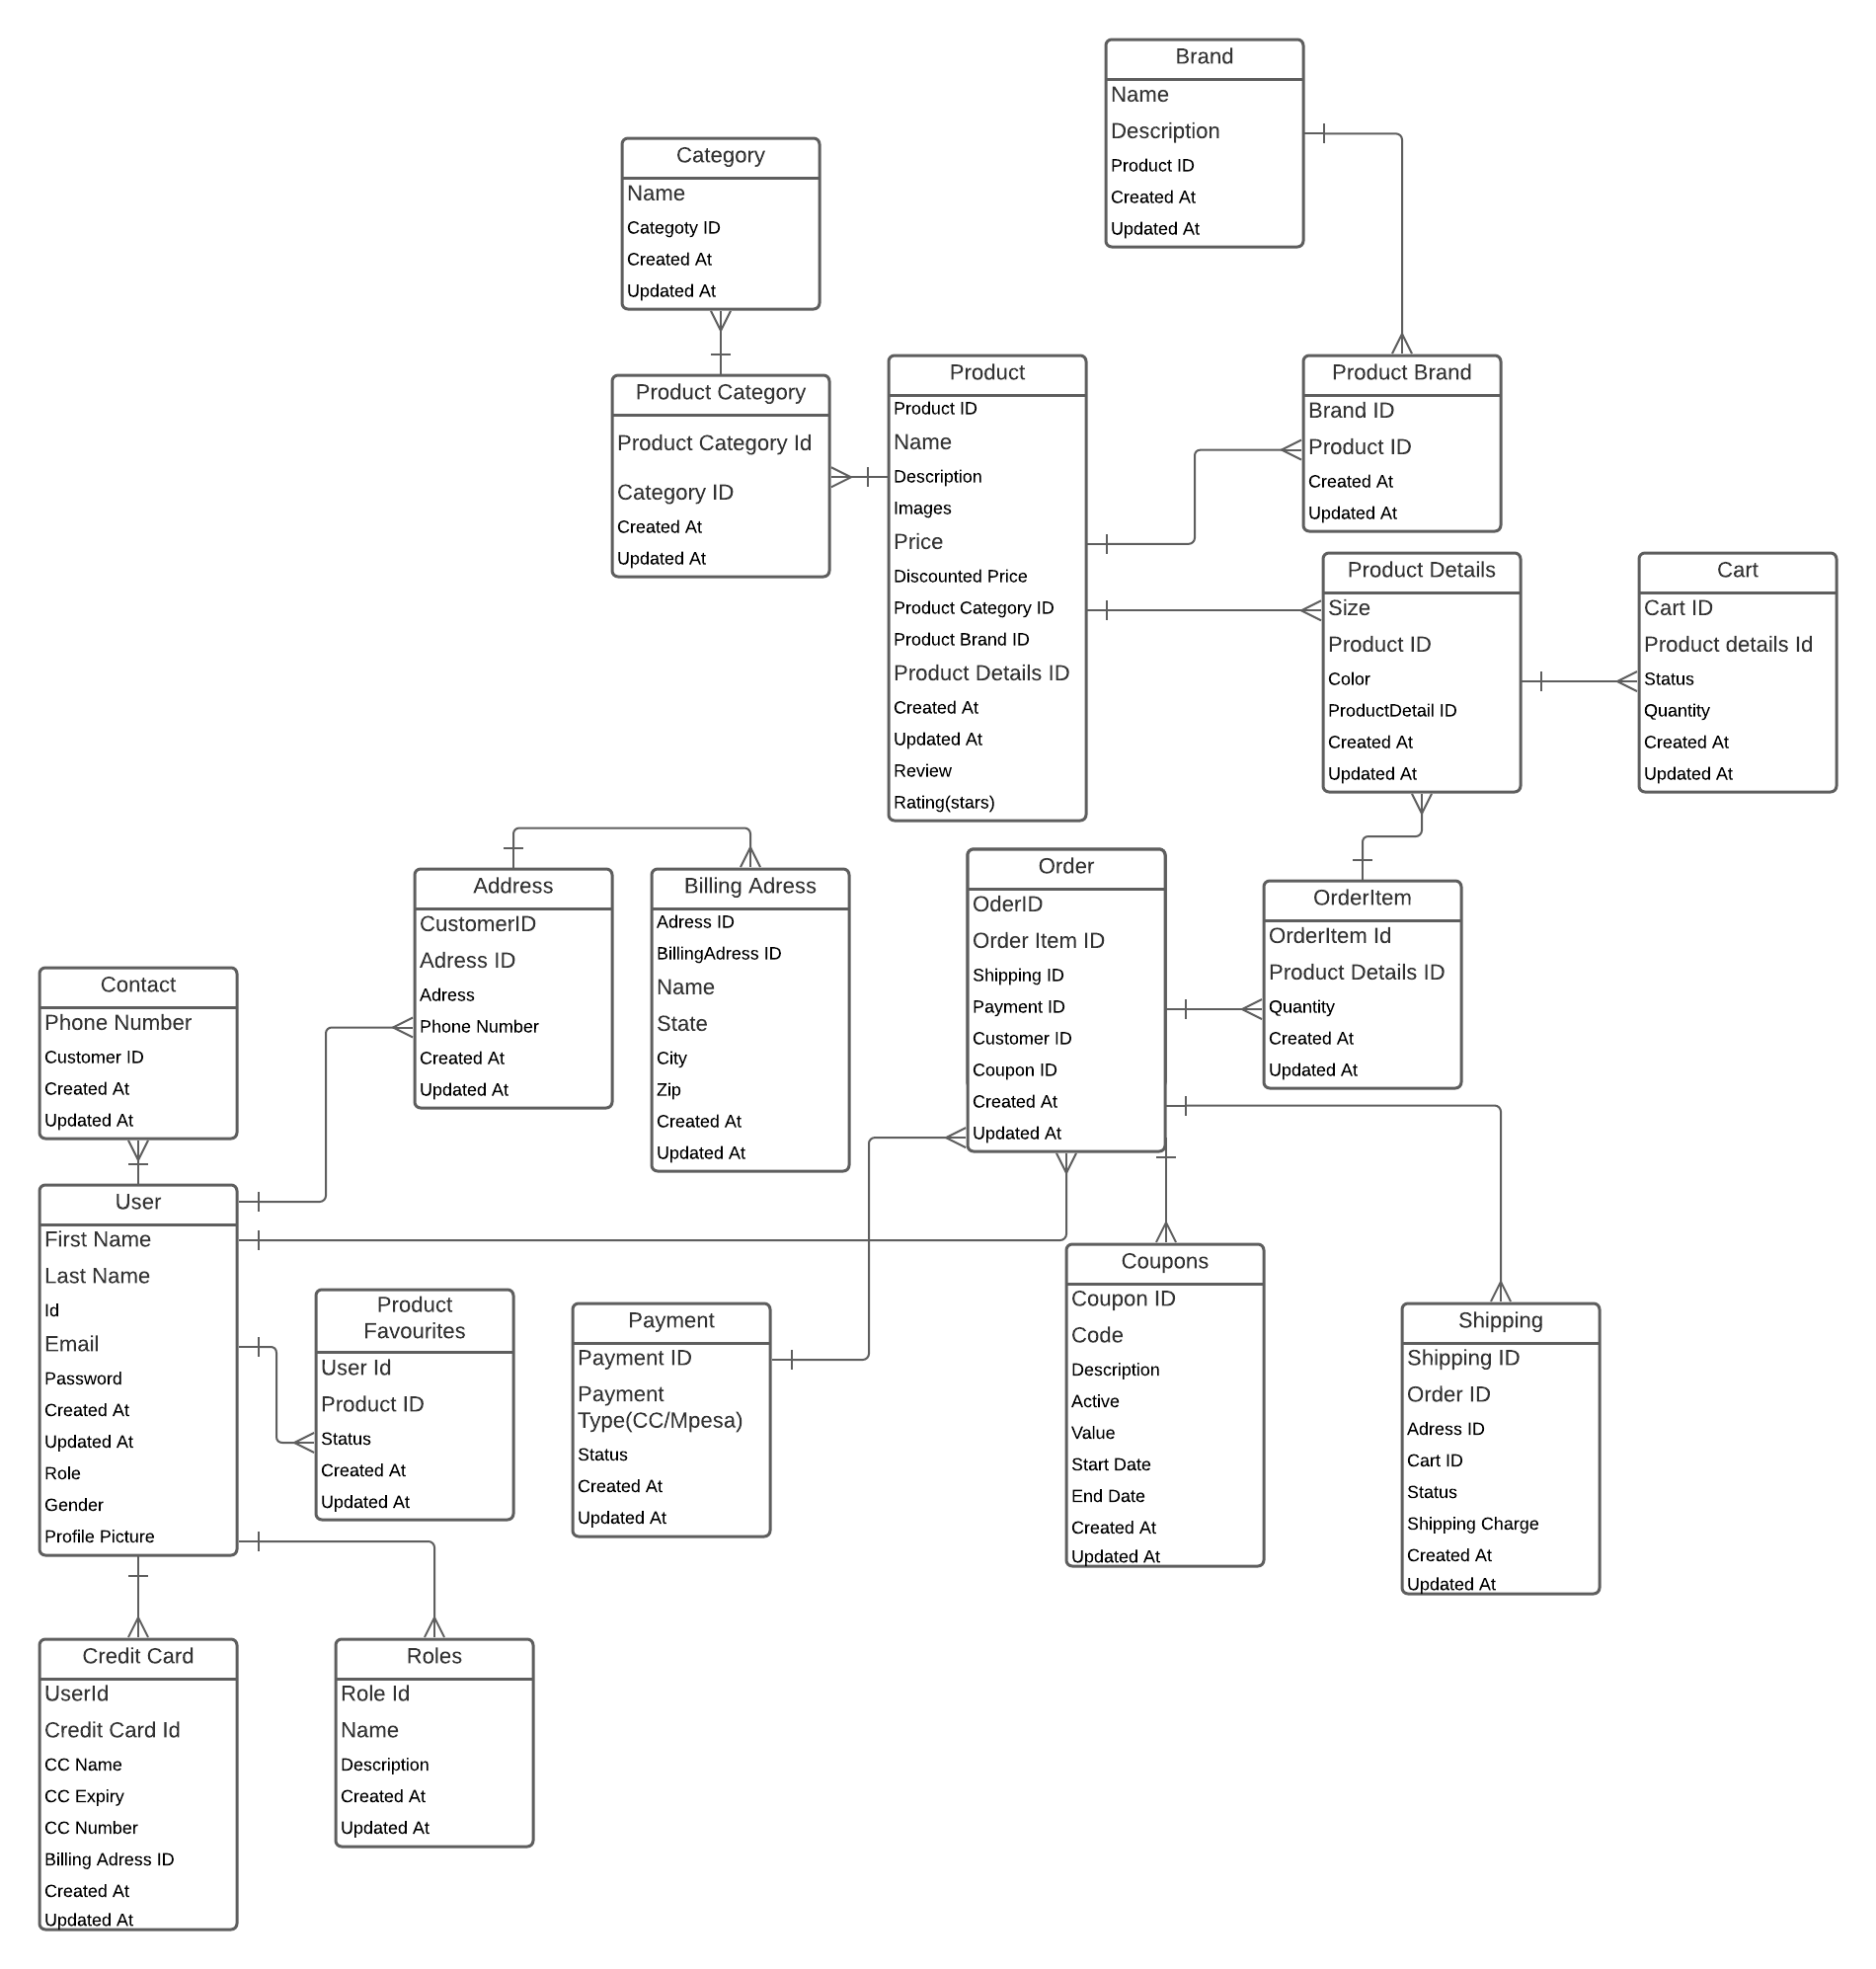 Brand
Name
Description
Product ID
Created At
Updated At
Category
Name
Categoty ID
Created At
Updated At
Product Category
Product Category Id
Category ID
Created At
Updated At
Product
Product ID
Name
Description
Images
Price
Discounted Price
Product Category ID
Product Brand ID
Product Details ID
Created At
Updated At
Review
Rating(stars)
Product Brand
Brand ID
Product ID
Created At
Updated At
Product Details
Size
Product ID
Color
ProductDetail ID
Created At
Updated At
Cart
Cart ID
Product details Id
Status
Quantity
Created At
Updated At
Address
CustomerID
Adress ID
Adress
Phone Number
Created At
Updated At
Billing Adress
Adress ID
BillingAdress ID
Name
State
City
Zip
Created At
Updated At
Order
OderID
Order Item ID
Shipping ID
Payment ID
Customer ID
Coupon ID
Created At
Updated At
OrderItem
OrderItem Id
Product Details ID
Quantity
Created At
Updated At
Contact
Phone Number
Customer ID
Created At
Updated At
User
First Name
Last Name
Id
Email
Password
Created At
Updated At
Role
Gender
Profile Picture
Product
Favourites
User Id
Product ID
Status
Created At
Updated At
Payment
Payment ID
Payment
Type(CC/Mpesa)
Status
Created At
Updated At
Coupons
Coupon ID
Code
Description
Active
Value
Start Date
End Date
Created At
Updated At
Shipping
Shipping ID
Order ID
Adress ID
Cart ID
Status
Shipping Charge
Created At
Updated At
Credit Card
UserId
Credit Card Id
CC Name
CC Expiry
CC Number
Billing Adress ID
Created At
Updated At
Roles
Role Id
Name
Description
Created At
Updated At